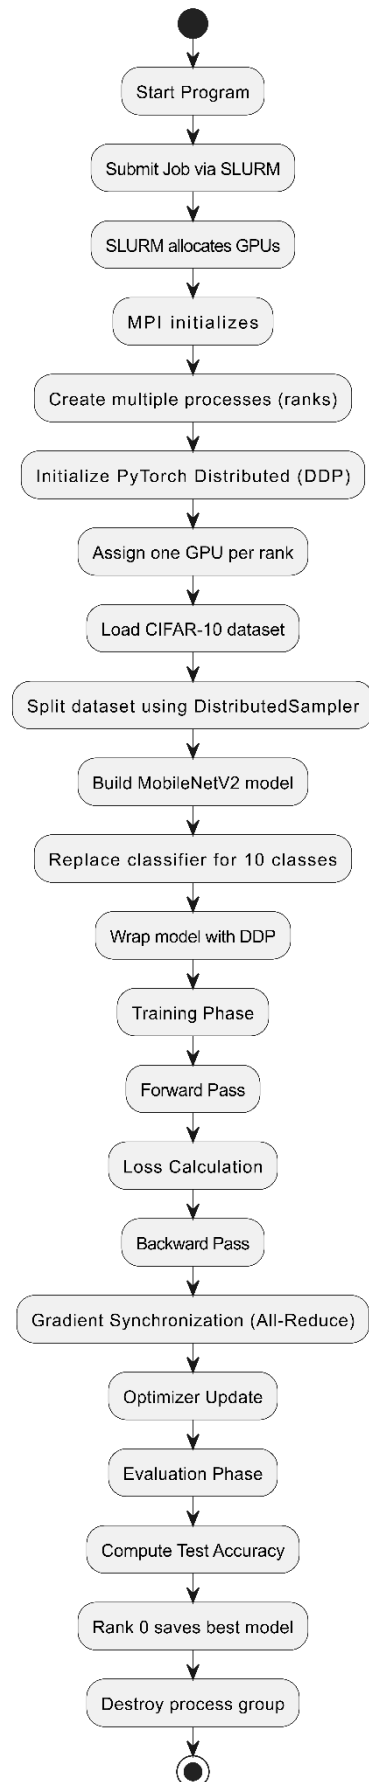 Start Program
Submit Job via SLURM
SLURM allocates GPUs
MPI initializes
Create multiple processes (ranks)
Initialize PyTorch Distributed (DDP)
Assign one GPU per rank
Load CIFAR-10 dataset
Split dataset using DistributedSampler
Build MobileNetV2 model
Replace classifier for 10 classes
Wrap model with DDP
Training Phase
Forward Pass
Loss Calculation
Backward Pass
Gradient Synchronization (All-Reduce)
Optimizer Update
Evaluation Phase
Compute Test Accuracy
Rank 0 saves best model
Destroy process group